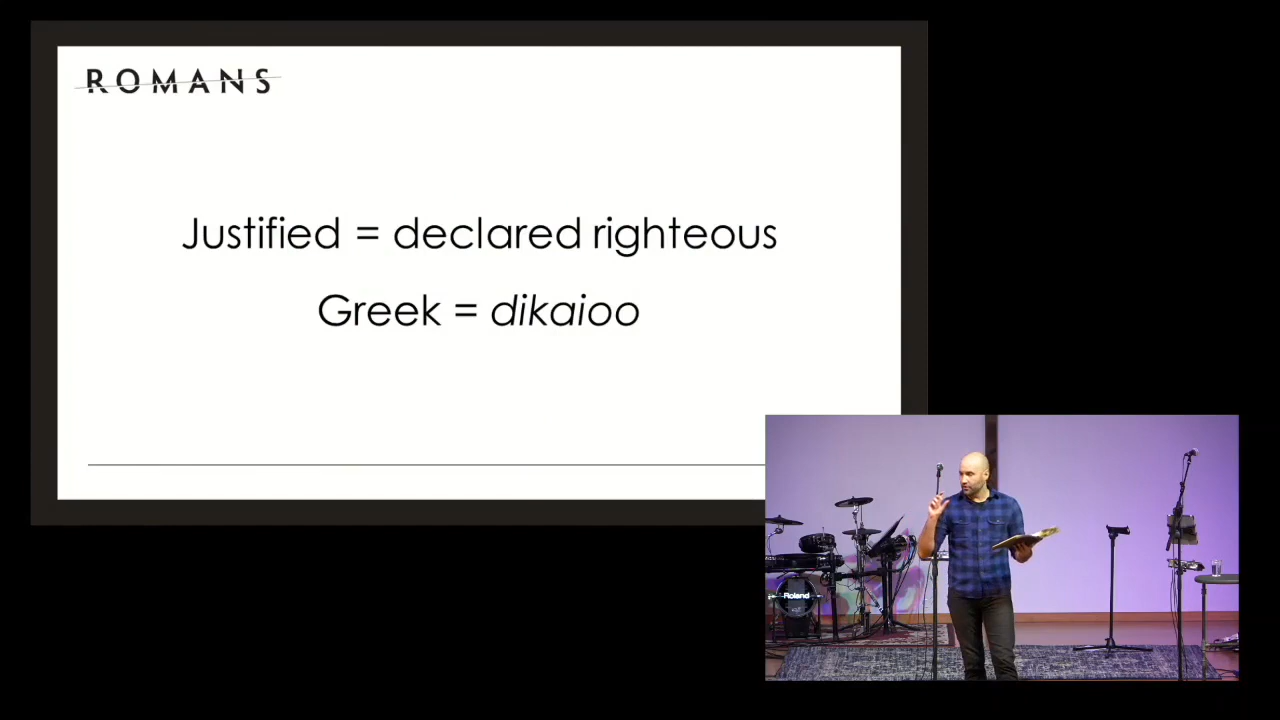 ROMANS
Justified = declared righteous
Greek = dikaioo
Roland